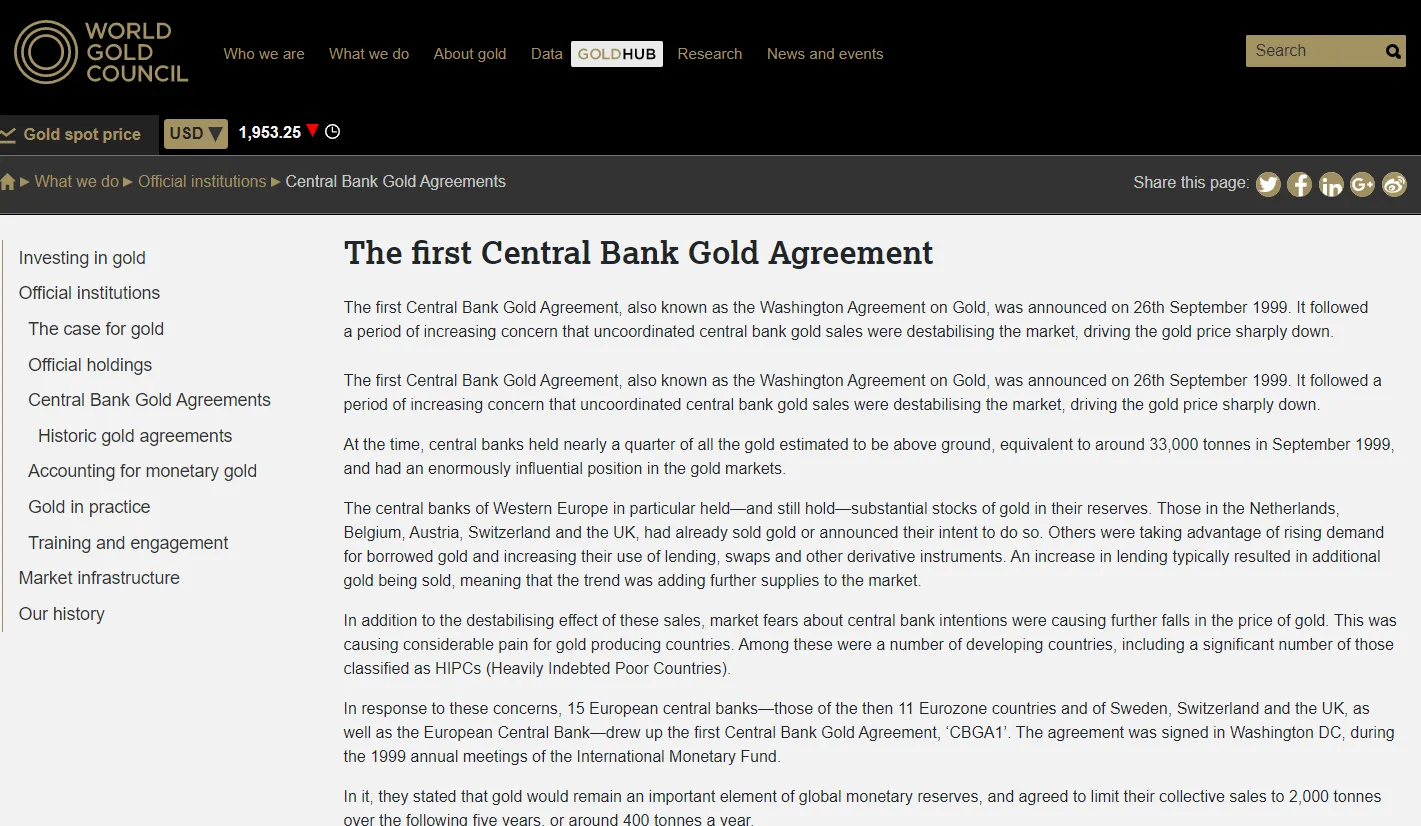 WORLD
GOLD
COUNCIL
Who we are
What we do
About gold
Data
GOLDHUB
Research
News and events
Search
Gold spot price
USD
1,953.25
What we do
Official institutions
Central Bank Gold Agreements
Share this page:
Investing in gold
Official institutions
The case for gold
Official holdings
Central Bank Gold Agreements
Historic gold agreements
Accounting for monetary gold
Gold in practice
Training and engagement
Market infrastructure
Our history
The first Central Bank Gold Agreement
The first Central Bank Gold Agreement, also known as the Washington Agreement on Gold, was announced on 26th September 1999. It followed
a period of increasing concern that uncoordinated central bank gold sales were destabilising the market, driving the gold price sharply down.
The first Central Bank Gold Agreement, also known as the Washington Agreement on Gold, was announced on 26th September 1999. It followed a
period of increasing concern that uncoordinated central bank gold sales were destabilising the market, driving the gold price sharply down.
At the time, central banks held nearly a quarter of all the gold estimated to be above ground, equivalent to around 33,000 tonnes in September 1999,
and had an enormously influential position in the gold markets.
The central banks of Western Europe in particular held—and still hold—substantial stocks of gold in their reserves. Those in the Netherlands,
Belgium, Austria, Switzerland and the UK, had already sold gold or announced their intent to do so. Others were taking advantage of rising demand
for borrowed gold and increasing their use of lending, swaps and other derivative instruments. An increase in lending typically resulted in additional
gold being sold, meaning that the trend was adding further supplies to the market.
In addition to the destabilising effect of these sales, market fears about central bank intentions were causing further falls in the price of gold. This was
causing considerable pain for gold producing countries. Among these were a number of developing countries, including a significant number of those
classified as HIPCs (Heavily Indebted Poor Countries).
In response to these concerns, 15 European central banks—those of the then 11 Eurozone countries and of Sweden, Switzerland and the UK, as
well as the European Central Bank—drew up the first Central Bank Gold Agreement, ‘CBGA1’. The agreement was signed in Washington DC, during
the 1999 annual meetings of the International Monetary Fund.
In it, they stated that gold would remain an important element of global monetary reserves, and agreed to limit their collective sales to 2,000 tonnes
over the following five years, or around 400 tonnes a year.